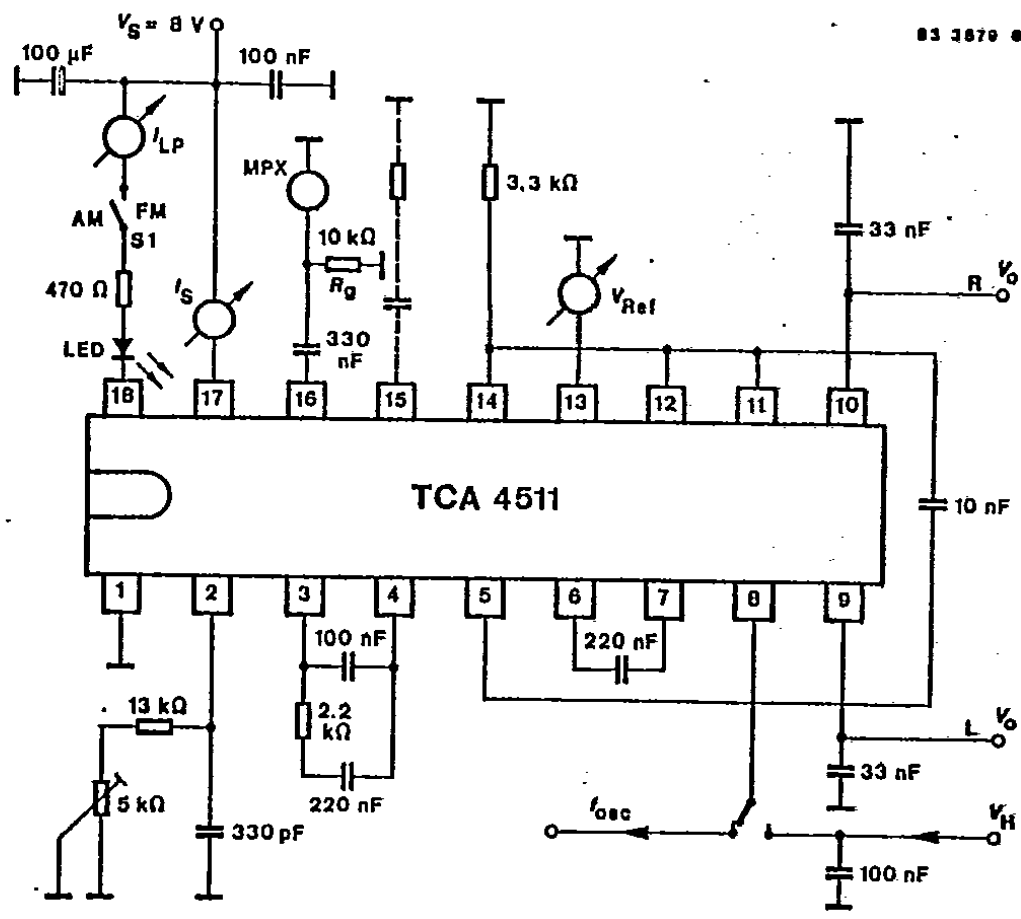 V_S = 8 V
100 µF
100 nF
I_LP
MPX
AM FM
S1
10 kΩ
R_g
3,3 kΩ
33 nF
R V_O
470 Ω
I_S
V_Ref
330
nF
LED
18 17 16 15 14 13 12 11 10
TCA 4511
10 nF
1 2 3 4 5 6 7 8 9
100 nF
220 nF
13 kΩ
2.2
kΩ
L V_O
5 kΩ
220 nF
33 nF
330 pF
f_osc
V_H
100 nF